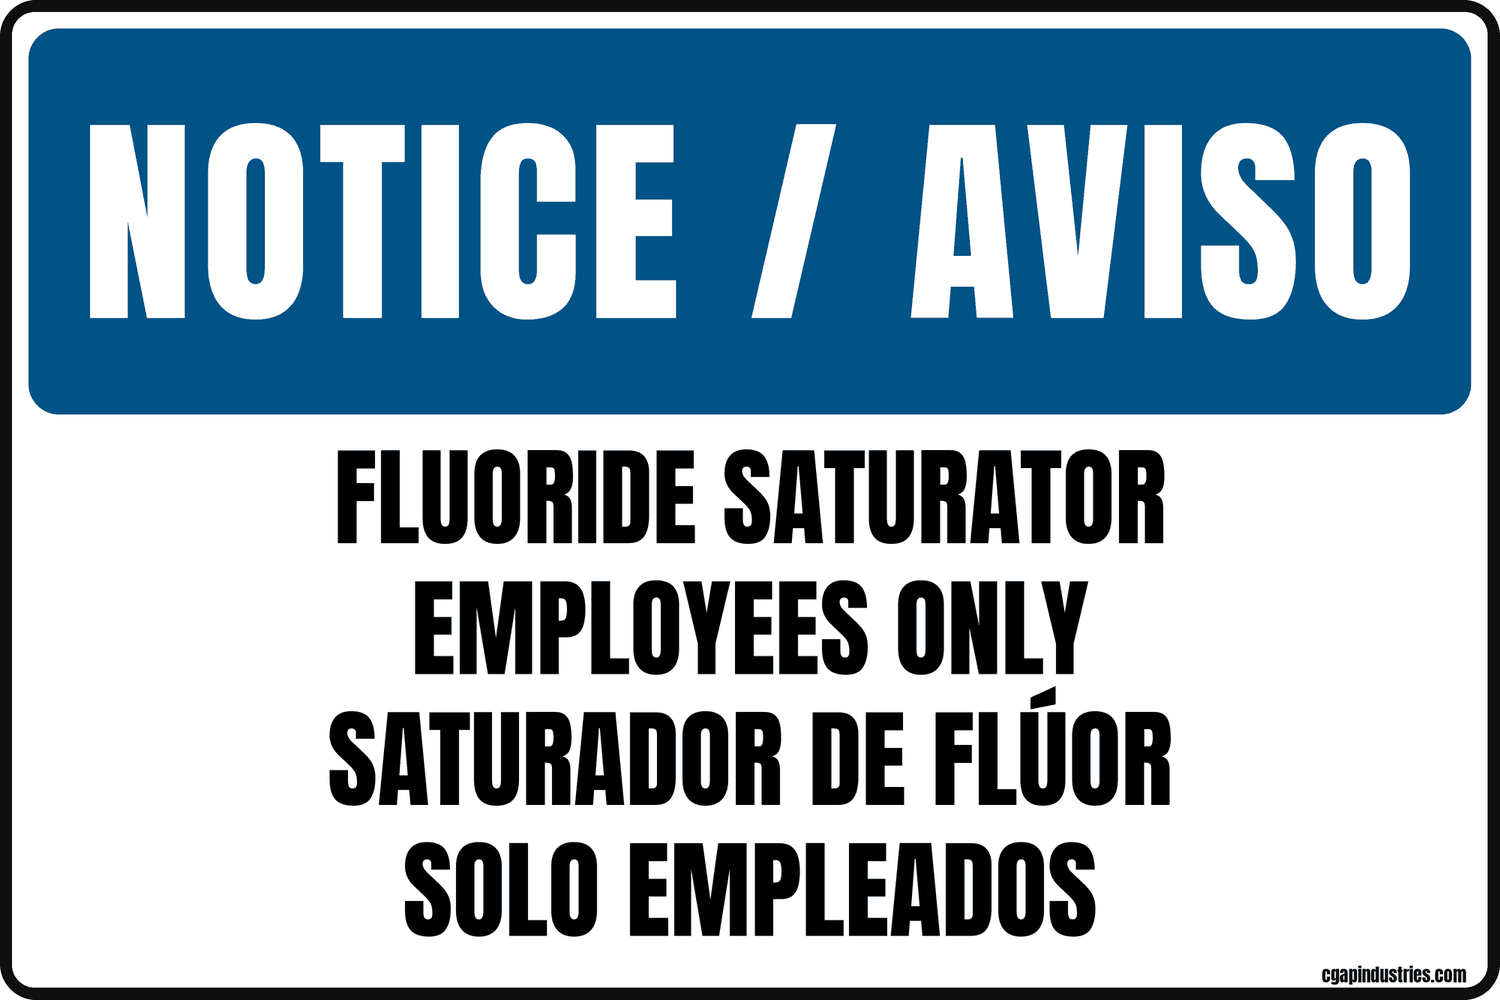 NOTICE / AVISO
FLUORIDE SATURATOR
EMPLOYEES ONLY
SATURADOR DE FLÚOR
SOLO EMPLEADOS
cgapindustries.com